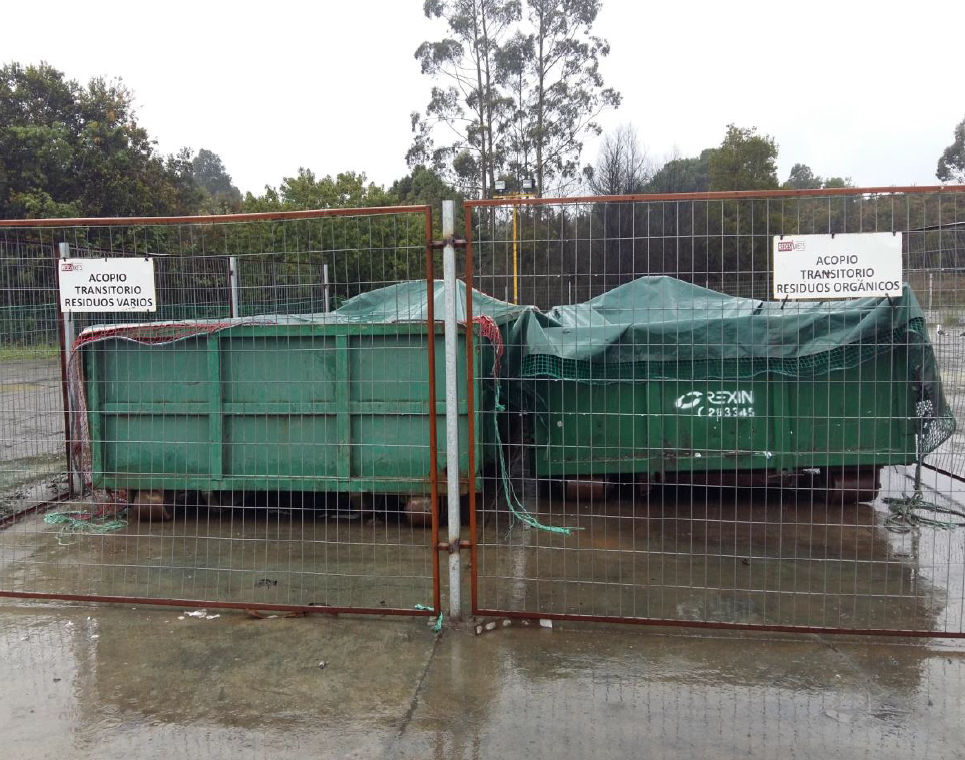 ACOPIO
TRANSITORIO
RESIDUOS VARIOS
ACOPIO
TRANSITORIO
RESIDUOS ORGÁNICOS
REXIN